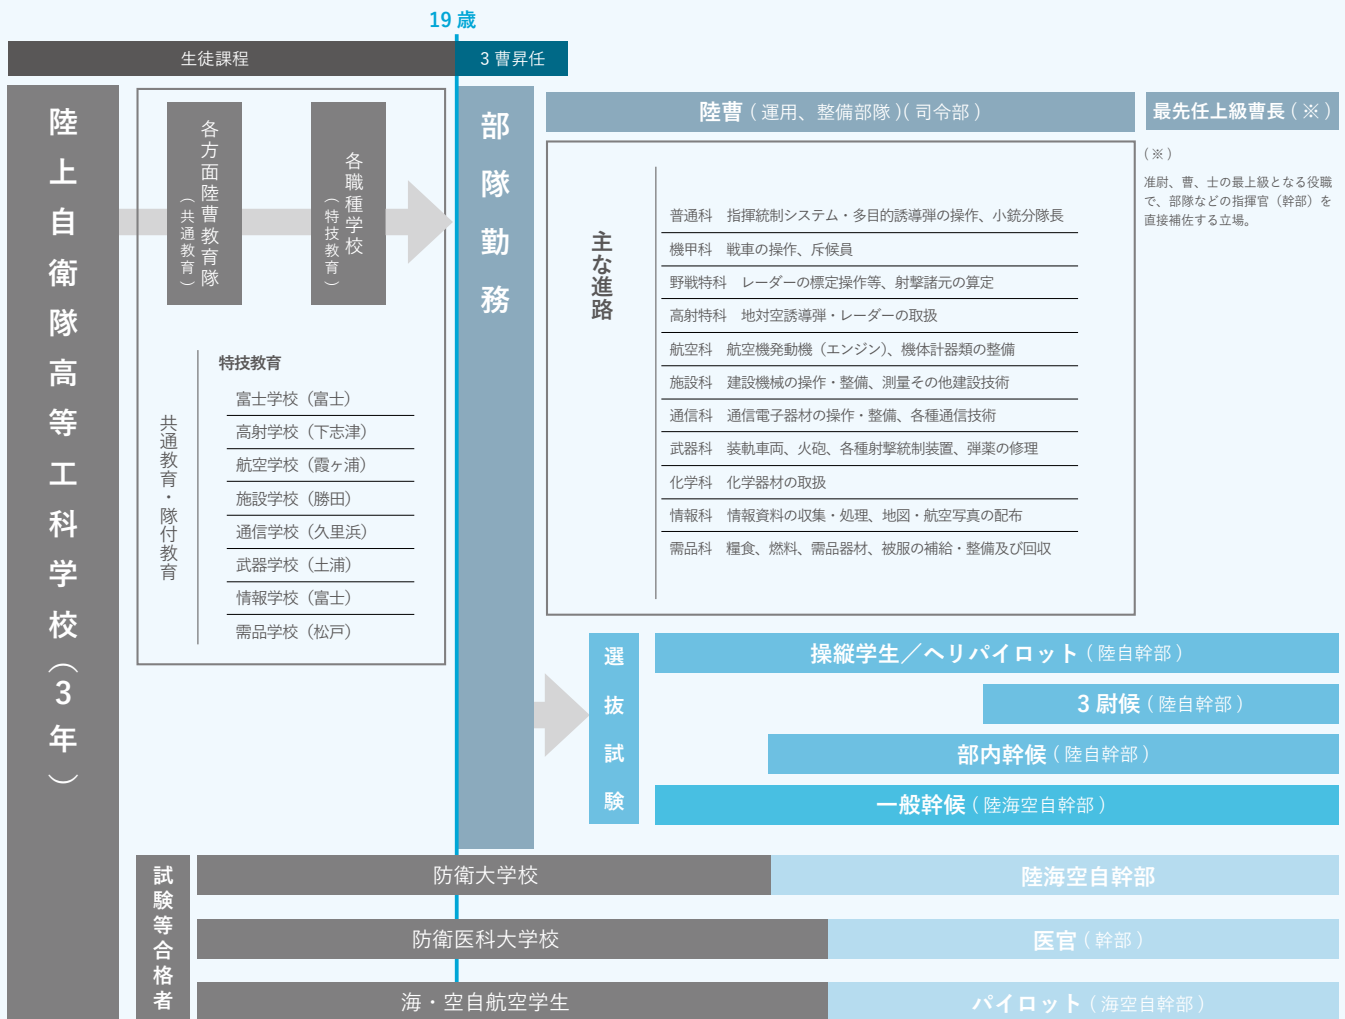 19 歳
生徒課程
3 曹昇任
陸上自衛隊高等工科学校（3年）
各方面陸曹教育隊
（共通教育）
各職種学校
（特技教育）
部隊勤務
陸曹（運用、整備部隊）（司令部）
最先任上級曹長（※）
（※）
准尉、曹、士の最上級となる役職
で、部隊などの指揮官（幹部）を
直接補佐する立場。
主な進路
普通科　指揮統制システム・多目的誘導弾の操作、小銃分隊長
機甲科　戦車の操作、斥候員
野戦特科　レーダーの標定操作等、射撃諸元の算定
高射特科　地対空誘導弾・レーダーの取扱
航空科　航空機発動機（エンジン）、機体計器類の整備
施設科　建設機械の操作・整備、測量その他建設技術
通信科　通信電子器材の操作・整備、各種通信技術
武器科　装軌車両、火砲、各種射撃統制装置、弾薬の修理
化学科　化学器材の取扱
情報科　情報資料の収集・処理、地図・航空写真の配布
需品科　糧食、燃料、需品器材、被服の補給・整備及び回収
共通教育・隊付教育
特技教育
富士学校（富士）
高射学校（下志津）
航空学校（霞ヶ浦）
施設学校（勝田）
通信学校（久里浜）
武器学校（土浦）
情報学校（富士）
需品学校（松戸）
選抜試験
操縦学生／ヘリパイロット（陸自幹部）
3 尉候（陸自幹部）
部内幹候（陸自幹部）
一般幹候（陸海空自幹部）
試験等合格者
防衛大学校
陸海空自幹部
防衛医科大学校
医官（幹部）
海・空自航空学生
パイロット（海空自幹部）